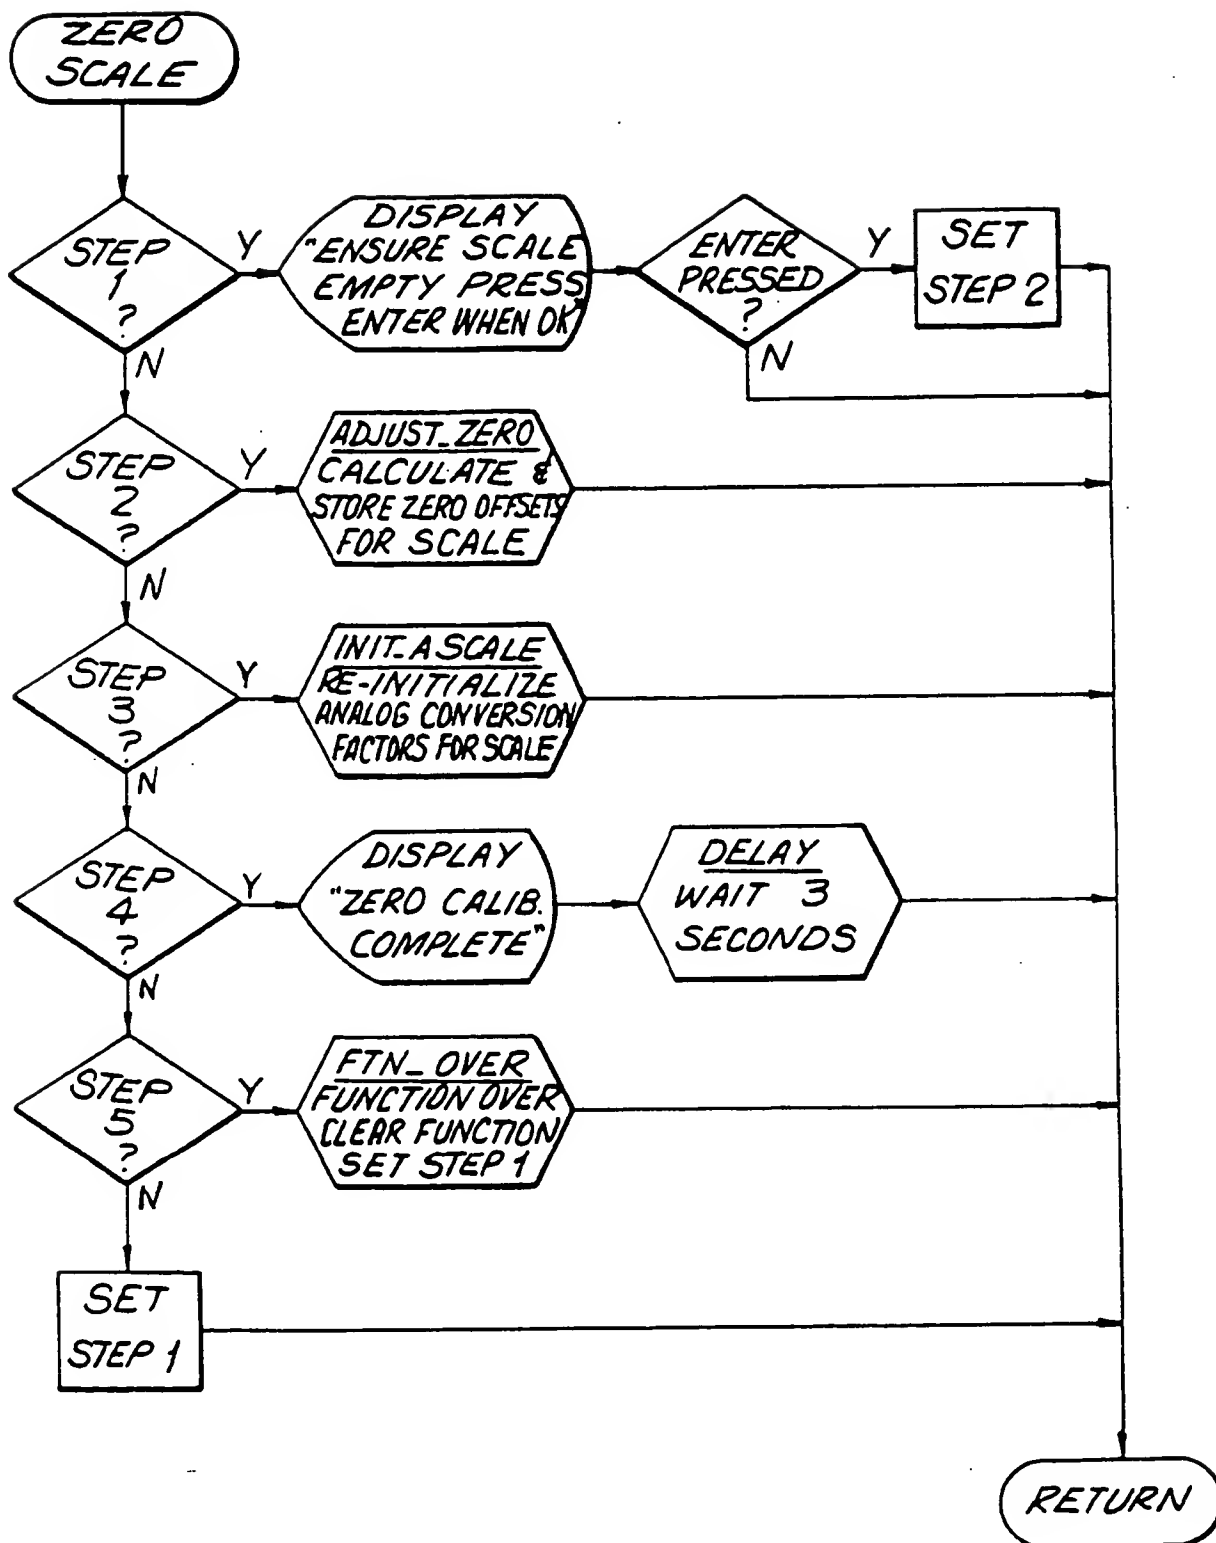 ZERO
SCALE
STEP
1
?
Y
DISPLAY
"ENSURE SCALE
EMPTY PRESS
ENTER WHEN OK"
ENTER
PRESSED
?
Y
SET
STEP 2
N
N
STEP
2
?
Y
ADJUST_ZERO
CALCULATE &
STORE ZERO OFFSETS
FOR SCALE
N
STEP
3
?
Y
INIT_ASCALE
RE-INITIALIZE
ANALOG CONVERSION
FACTORS FOR SCALE
N
STEP
4
?
Y
DISPLAY
"ZERO CALIB.
COMPLETE"
DELAY
WAIT 3
SECONDS
N
STEP
5
?
Y
FTN_OVER
FUNCTION OVER
CLEAR FUNCTION
SET STEP 1
N
SET
STEP 1
RETURN